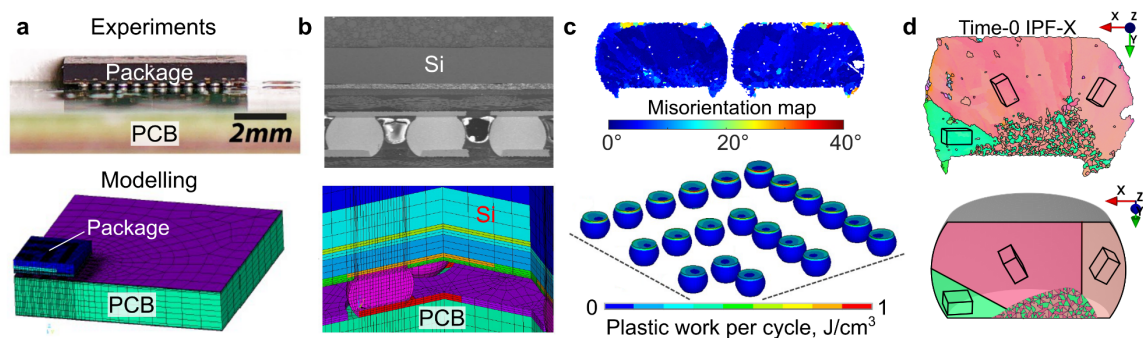 a
Experiments
Package
PCB
2mm
Modelling
Package
PCB
b
Si
Si
PCB
c
Misorientation map
0° 20° 40°
0 1
Plastic work per cycle, J/cm³
d
Time-0 IPF-X
X Z
Y
X Z
Y